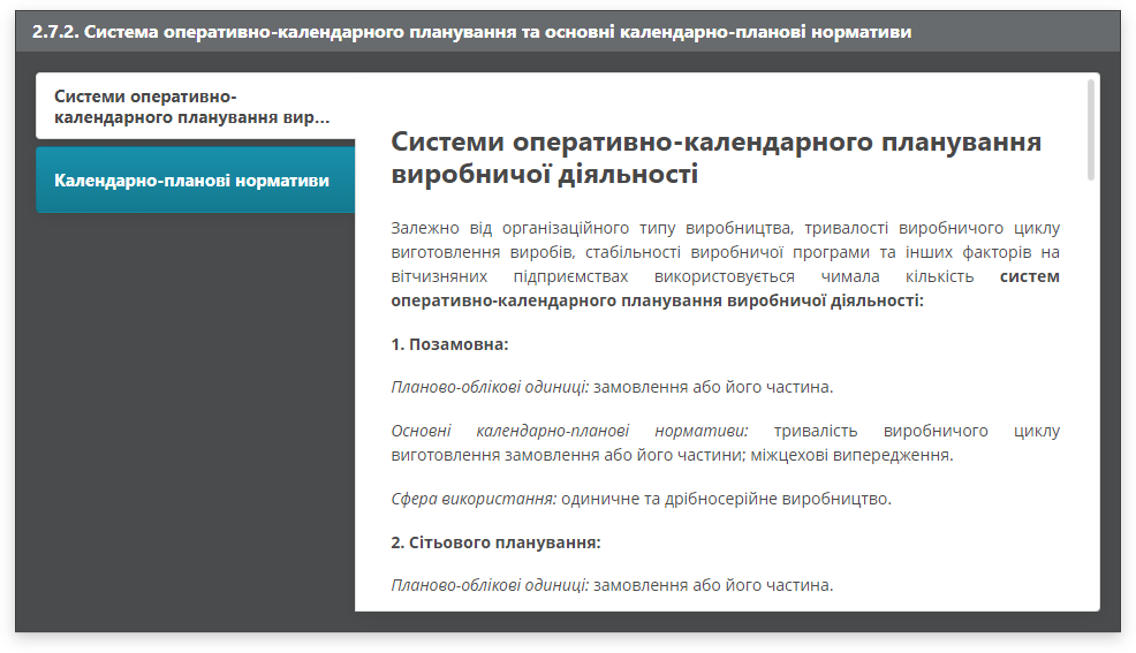 2.7.2. Система оперативно-календарного планування та основні календарно-планові нормативи
Системи оперативно-
календарного планування вир...
Календарно-планові нормативи
Системи оперативно-календарного планування
виробничої діяльності
Залежно від організаційного типу виробництва, тривалості виробничого циклу
виготовлення виробів, стабільності виробничої програми та інших факторів на
вітчизняних підприємствах використовується чимала кількість систем
оперативно-календарного планування виробничої діяльності:
1. Позамовна:
Планово-облікові одиниці: замовлення або його частина.
Основні календарно-планові нормативи: тривалість виробничого циклу
виготовлення замовлення або його частини; міжцехові випередження.
Сфера використання: одиничне та дрібносерійне виробництво.
2. Сітьового планування:
Планово-облікові одиниці: замовлення або його частина.